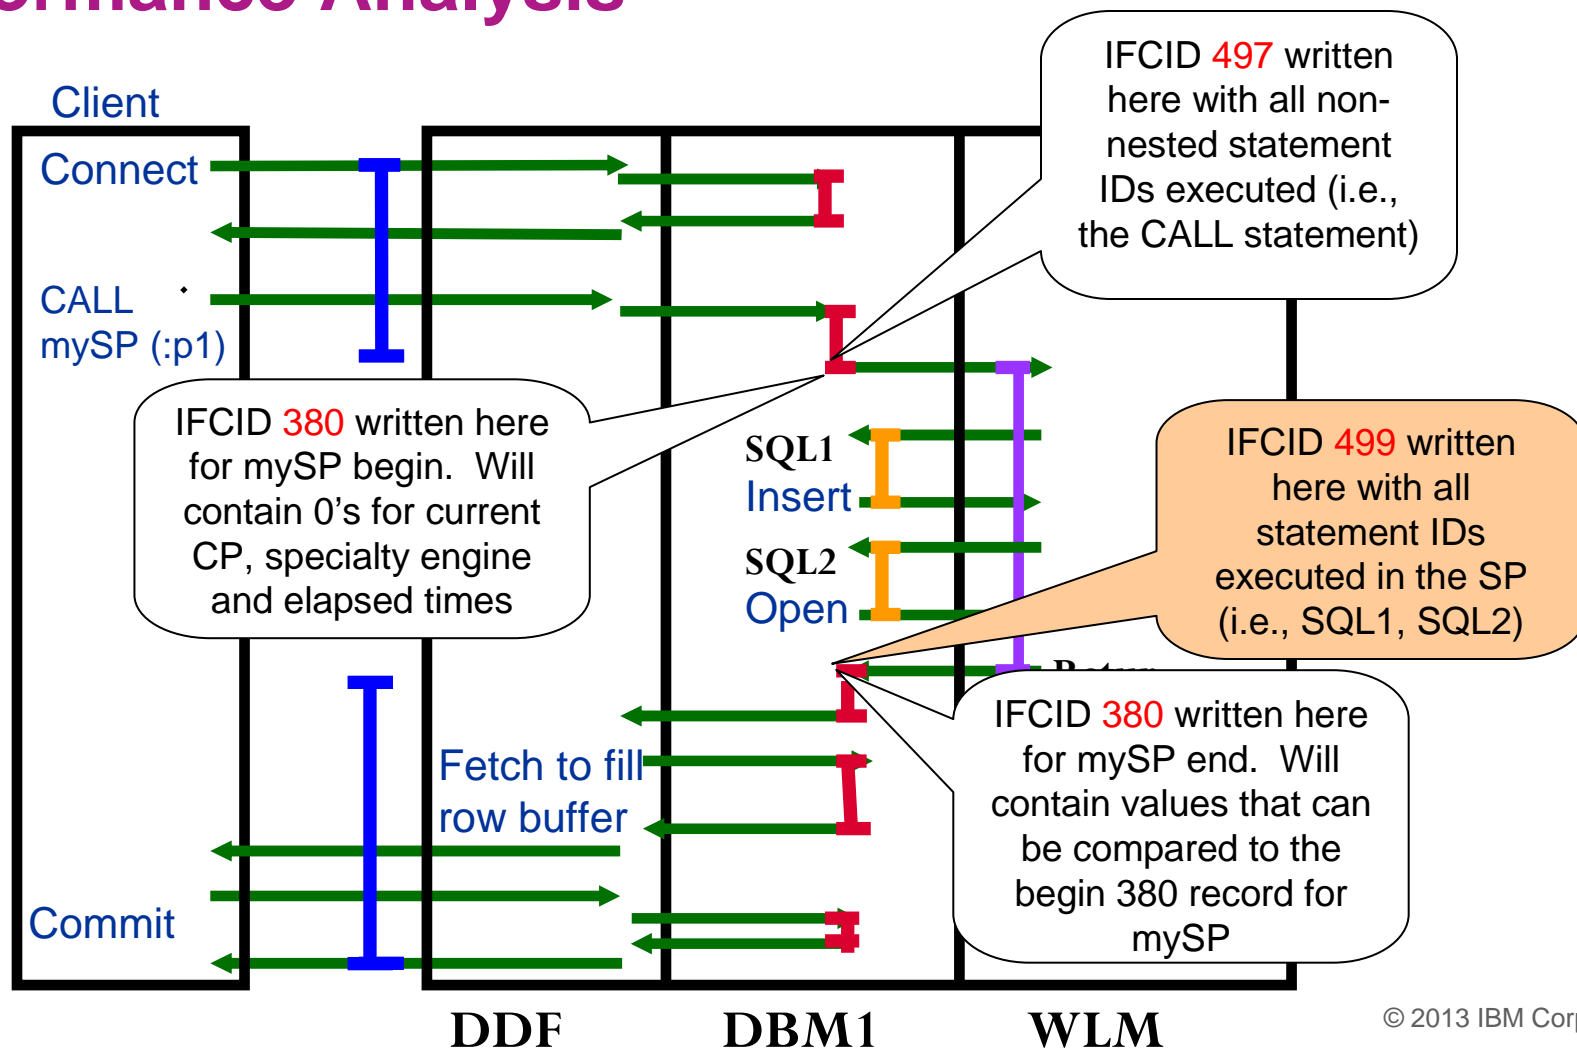 Analysis
Client
Connect
CALL
mySP (:p1)
IFCID 497 written
here with all non-
nested statement
IDs executed (i.e.,
the CALL statement)
IFCID 380 written here
for mySP begin. Will
contain 0's for current
CP, specialty engine
and elapsed times
SQL1
Insert
SQL2
Open
IFCID 499 written
here with all
statement IDs
executed in the SP
(i.e., SQL1, SQL2)
IFCID 380 written here
for mySP end. Will
contain values that can
be compared to the
begin 380 record for
mySP
Fetch to fill
row buffer
Commit
DDF
DBM1
WLM
© 2013 IBM Corp